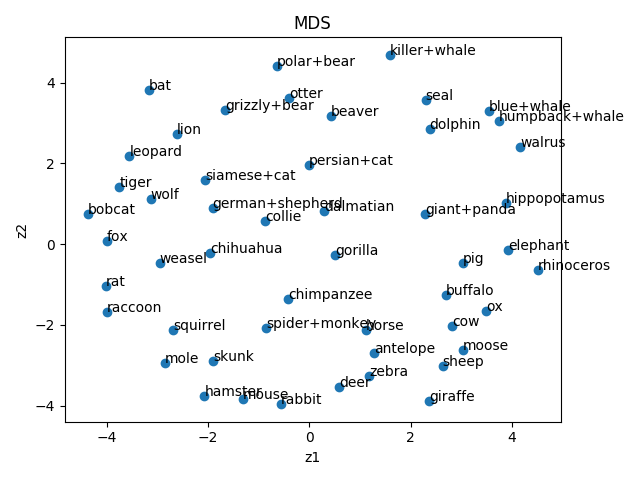 MDS
killer+whale
polar+bear
bat
otter
seal
grizzly+bear
beaver
blue+whale
humpback+whale
lion
dolphin
walrus
leopard
persian+cat
siamese+cat
tiger
wolf
hippopotamus
bobcat
german+shepherd
dalmatian
collie
giant+panda
fox
chihuahua
gorilla
elephant
weasel
pig
rhinoceros
rat
chimpanzee
buffalo
raccoon
ox
squirrel
spider+monkey
horse
cow
mole
skunk
antelope
moose
zebra
sheep
deer
hamster
mouse
rabbit
giraffe
z2
4
2
0
−2
−4
−4
−2
0
2
4
z1